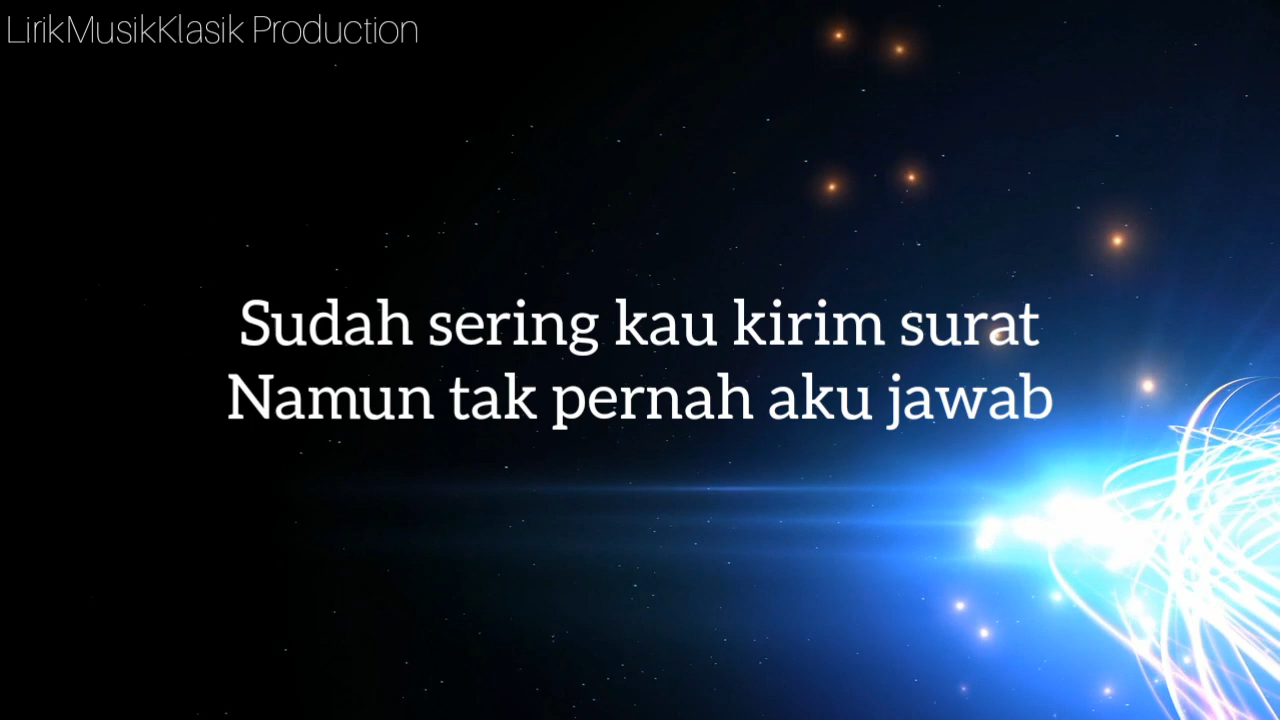 LirikMusikKlasik Production
Sudah sering kau kirim surat
Namun tak pernah aku jawab